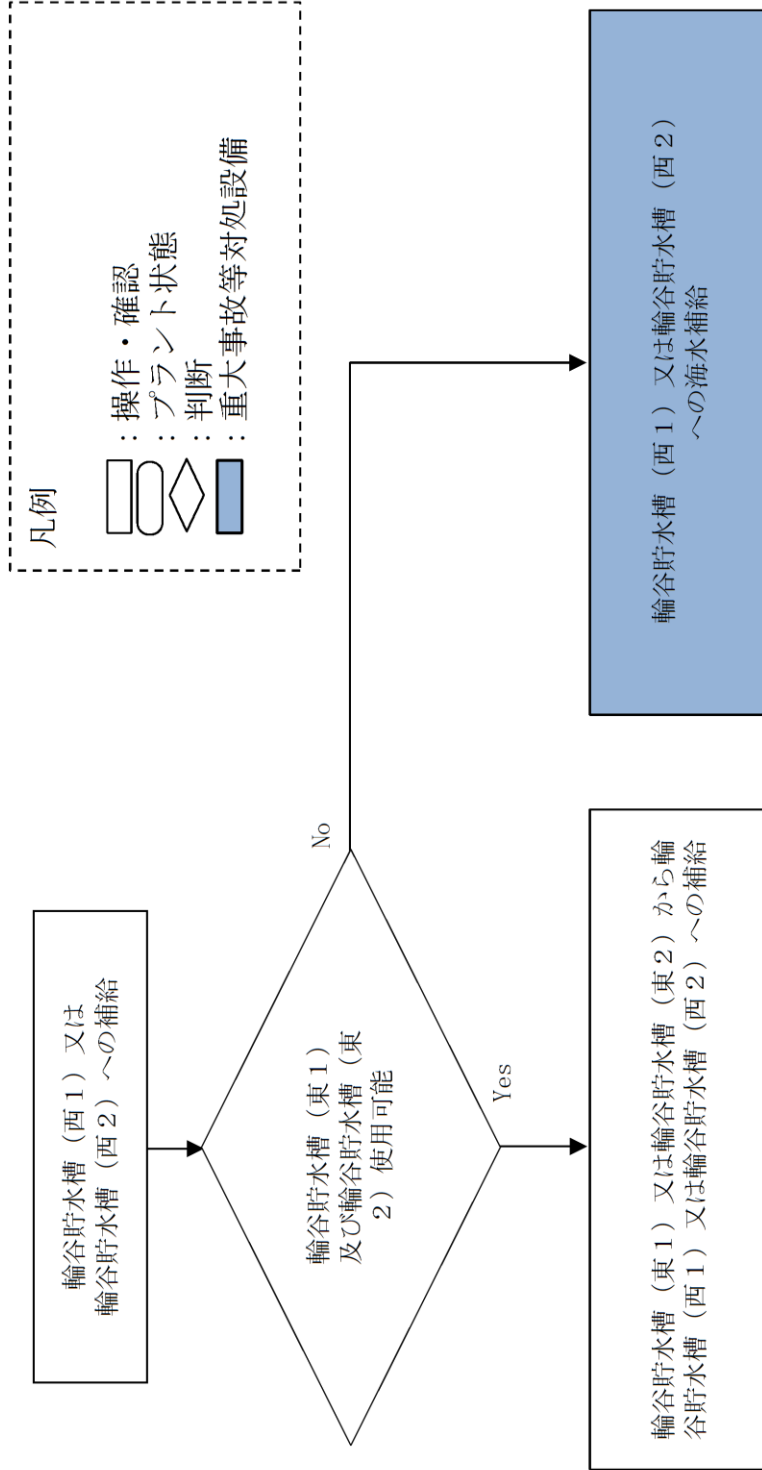 輪谷貯水槽（西１）又は
輪谷貯水槽（西２）への補給
輪谷貯水槽（東１）
及び輪谷貯水槽（東
２）使用可能
No
Yes
輪谷貯水槽（東１）又は輪谷貯水槽（東２）から輪
谷貯水槽（西１）又は輪谷貯水槽（西２）への補給
輪谷貯水槽（西１）又は輪谷貯水槽（西２）
への海水補給
凡例
：操作・確認
：プラント状態
：判断
：重大事故等対処設備